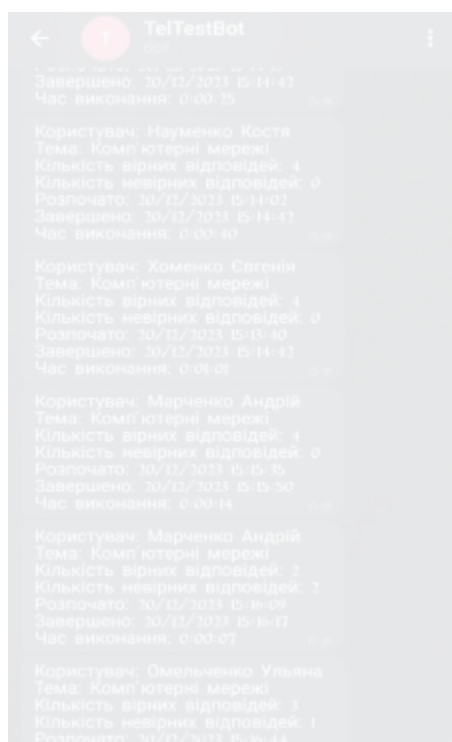 TelTestBot
Завершено: 20/12/2023 15:14:42
Час виконання: 0:00:25
Користувач: Науменко Костя
Тема: Комп'ютерні мережі
Кількість вірних відповідей: 4
Кількість невірних відповідей: 0
Розпочато: 20/12/2023 15:14:02
Завершено: 20/12/2023 15:14:42
Час виконання: 0:00:40
Користувач: Хоменко Євгенія
Тема: Комп'ютерні мережі
Кількість вірних відповідей: 4
Кількість невірних відповідей: 0
Розпочато: 20/12/2023 15:13:40
Завершено: 20/12/2023 15:14:42
Час виконання: 0:01:01
Користувач: Марченко Андрій
Тема: Комп'ютерні мережі
Кількість вірних відповідей: 4
Кількість невірних відповідей: 0
Розпочато: 20/12/2023 15:15:35
Завершено: 20/12/2023 15:15:50
Час виконання: 0:00:14
Користувач: Марченко Андрій
Тема: Комп'ютерні мережі
Кількість вірних відповідей: 2
Кількість невірних відповідей: 2
Розпочато: 20/12/2023 15:16:09
Завершено: 20/12/2023 15:16:17
Час виконання: 0:00:07
Користувач: Омельченко Ульяна
Тема: Комп'ютерні мережі
Кількість вірних відповідей: 3
Кількість невірних відповідей: 1
Розпочато: 20/12/2023 15:16:44